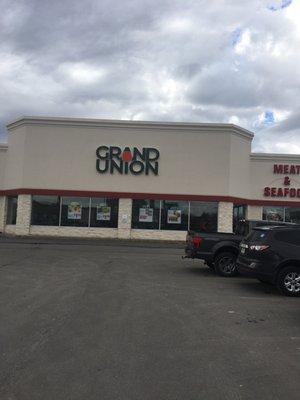 GRAND
UNION
MEAT
&
SEAFOOD